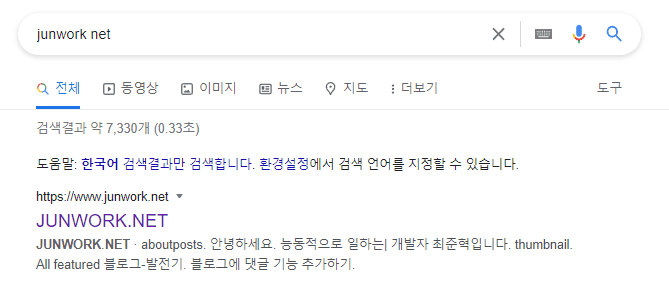 junwork net
전체 동영상 이미지 뉴스 지도 더보기 도구
검색결과 약 7,330개 (0.33초)
도움말: 한국어 검색결과만 검색합니다. 환경설정에서 검색 언어를 지정할 수 있습니다.
https://www.junwork.net
JUNWORK.NET
JUNWORK.NET · aboutposts. 안녕하세요. 능동적으로 일하는| 개발자 최준혁입니다. thumbnail.
All featured 블로그-발전기. 블로그에 댓글 기능 추가하기.